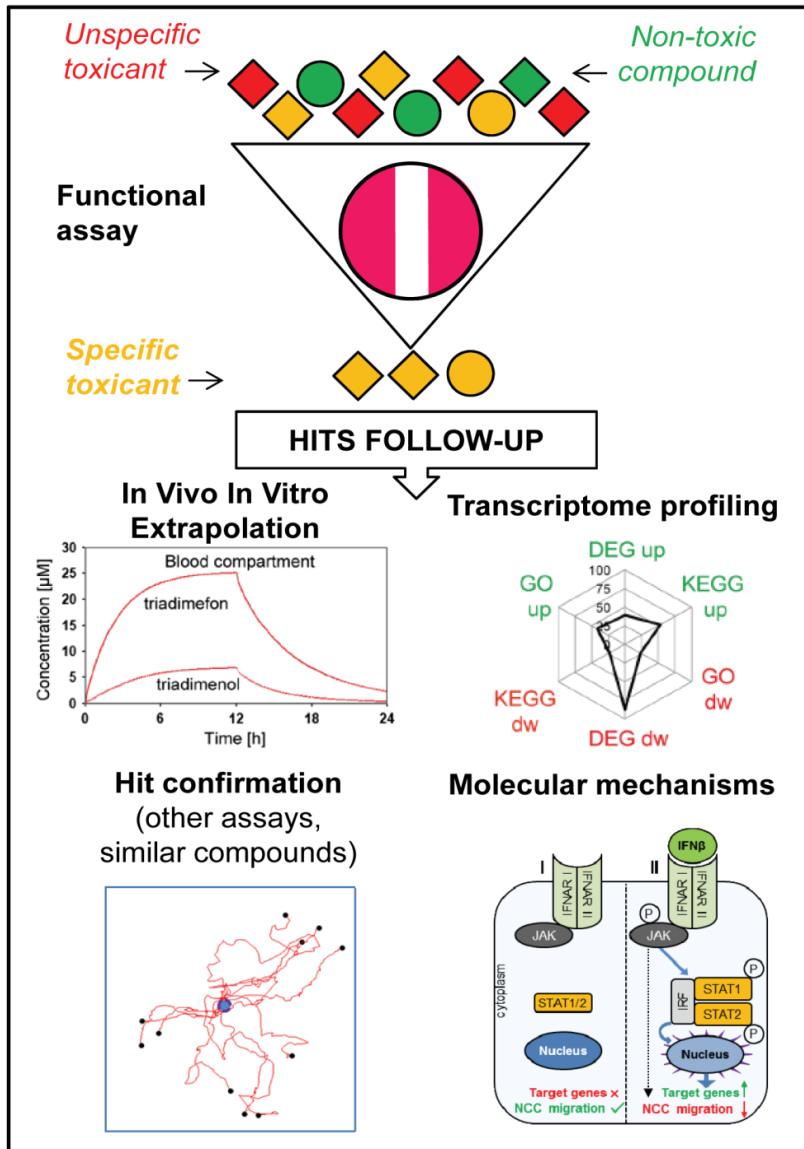 Unspecific
toxicant
Non-toxic
compound
Functional
assay
Specific
toxicant
HITS FOLLOW-UP
In Vivo In Vitro
Extrapolation
Concentration [µM]
30
25
20
15
10
5
0
Blood compartment
triadimefon
triadimenol
0 6 12 18 24
Time [h]
Transcriptome profiling
DEG up
100
75
50
25
0
GO
up
KEGG
up
KEGG
dw
GO
dw
DEG dw
Hit confirmation
(other assays,
similar compounds)
Molecular mechanisms
cytoplasm
I
IFNAR I
IFNAR II
JAK
STAT1/2
Nucleus
Target genes ×
NCC migration ✓
II
IFNβ
IFNAR I
IFNAR II
P
JAK
IRF
STAT1
STAT2
P
P
Nucleus
Target genes ↑
NCC migration ↓